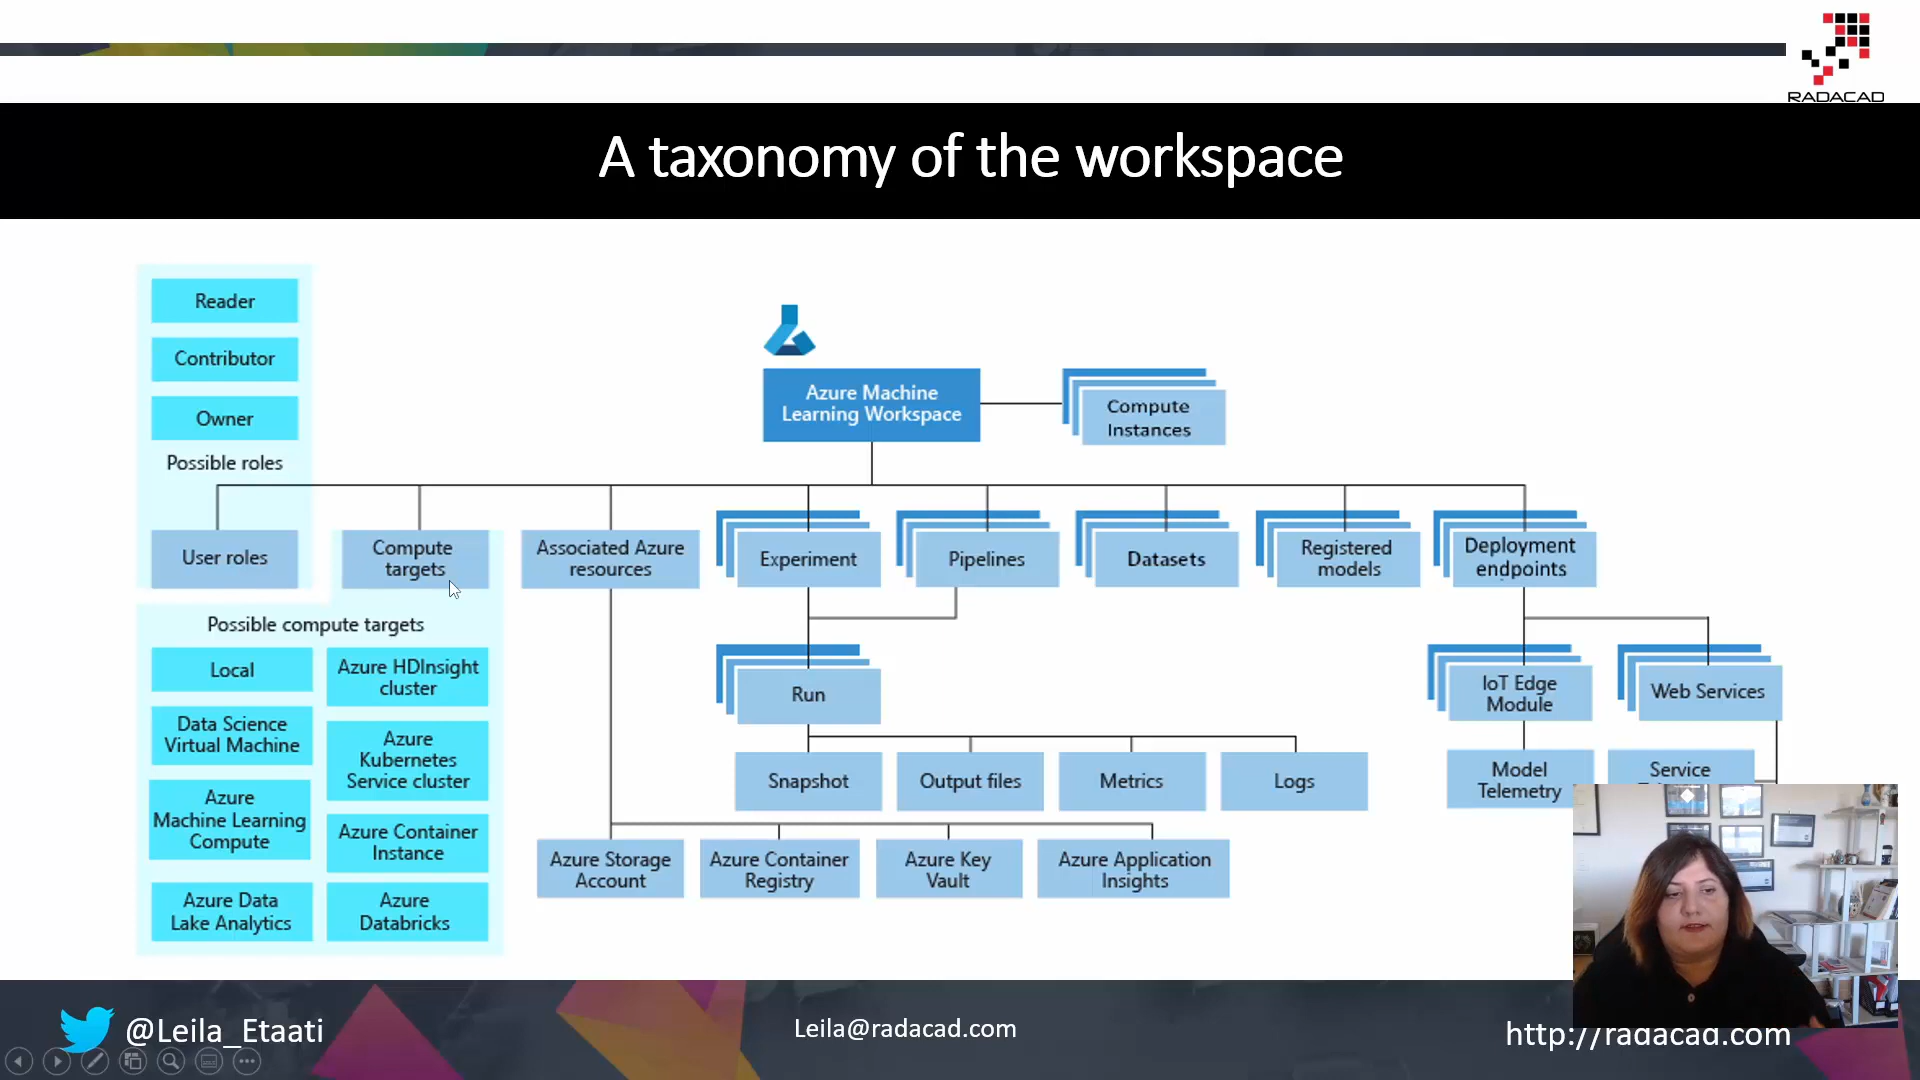 RADACAD
A taxonomy of the workspace
Reader
Contributor
Owner
Possible roles
Azure Machine
Learning Workspace
Compute
Instances
User roles
Compute
targets
Associated Azure
resources
Experiment
Pipelines
Datasets
Registered
models
Deployment
endpoints
Possible compute targets
Local
Azure HDInsight
cluster
Data Science
Virtual Machine
Azure
Kubernetes
Service cluster
Azure
Machine Learning
Compute
Azure Container
Instance
Azure Data
Lake Analytics
Azure
Databricks
Run
Snapshot
Output files
Metrics
Logs
Azure Storage
Account
Azure Container
Registry
Azure Key
Vault
Azure Application
Insights
IoT Edge
Module
Web Services
Model
Telemetry
Service
@Leila_Etaati
Leila@radacad.com
http://radacad.com